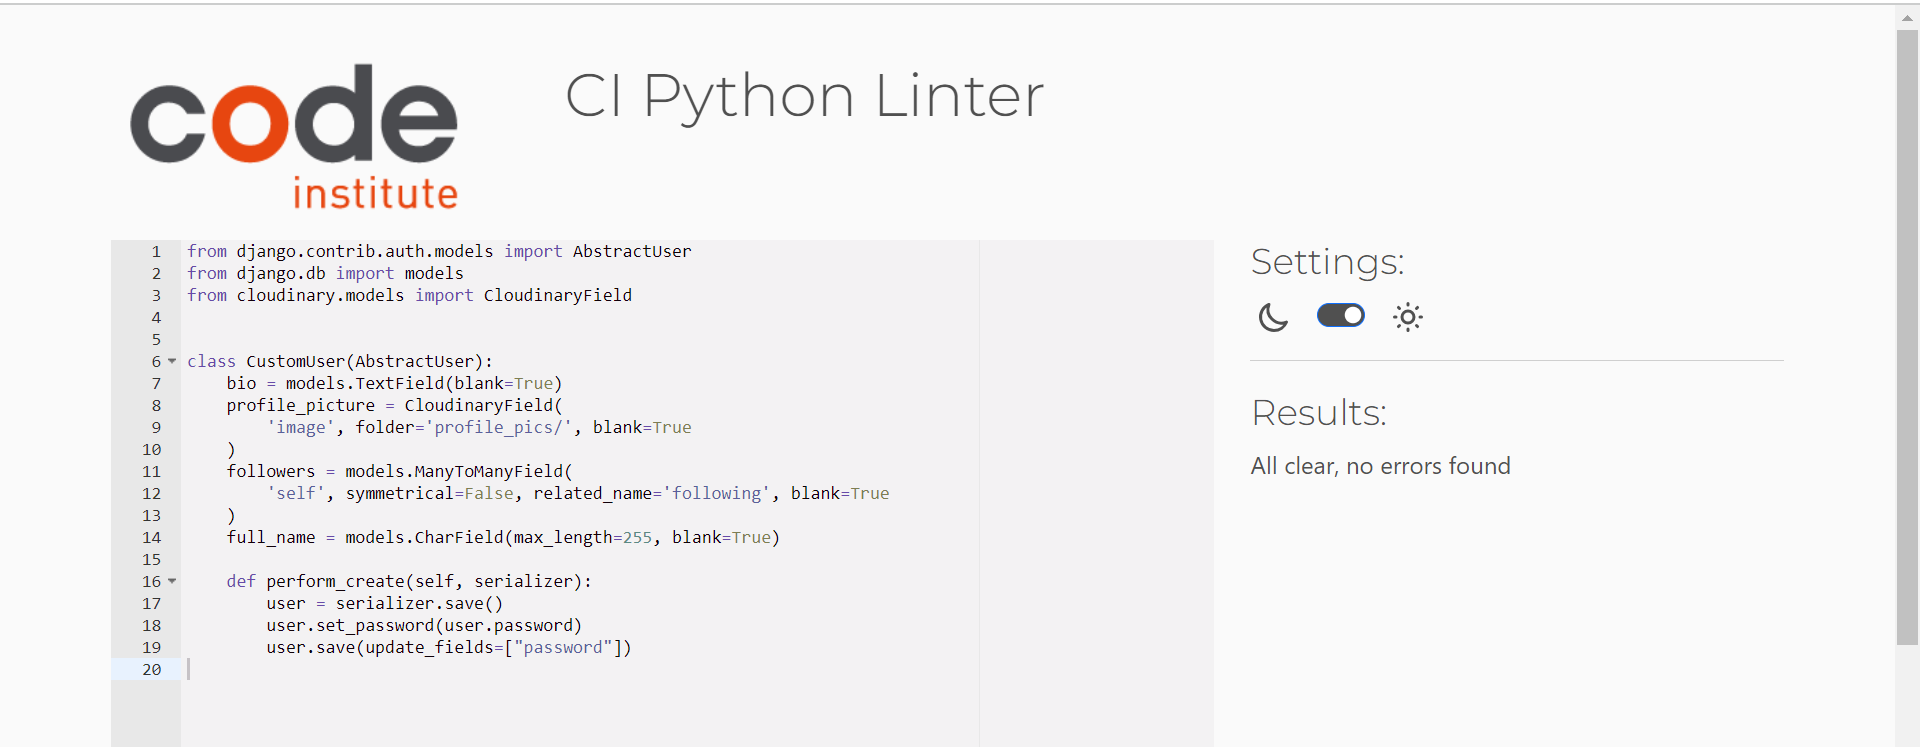 code
institute
CI Python Linter
1 from django.contrib.auth.models import AbstractUser
2 from django.db import models
3 from cloudinary.models import CloudinaryField
4
5
6 class CustomUser(AbstractUser):
7     bio = models.TextField(blank=True)
8     profile_picture = CloudinaryField(
9         'image', folder='profile_pics/', blank=True
10     )
11     followers = models.ManyToManyField(
12         'self', symmetrical=False, related_name='following', blank=True
13     )
14     full_name = models.CharField(max_length=255, blank=True)
15
16     def perform_create(self, serializer):
17         user = serializer.save()
18         user.set_password(user.password)
19         user.save(update_fields=["password"])
20
Settings:
Results:
All clear, no errors found